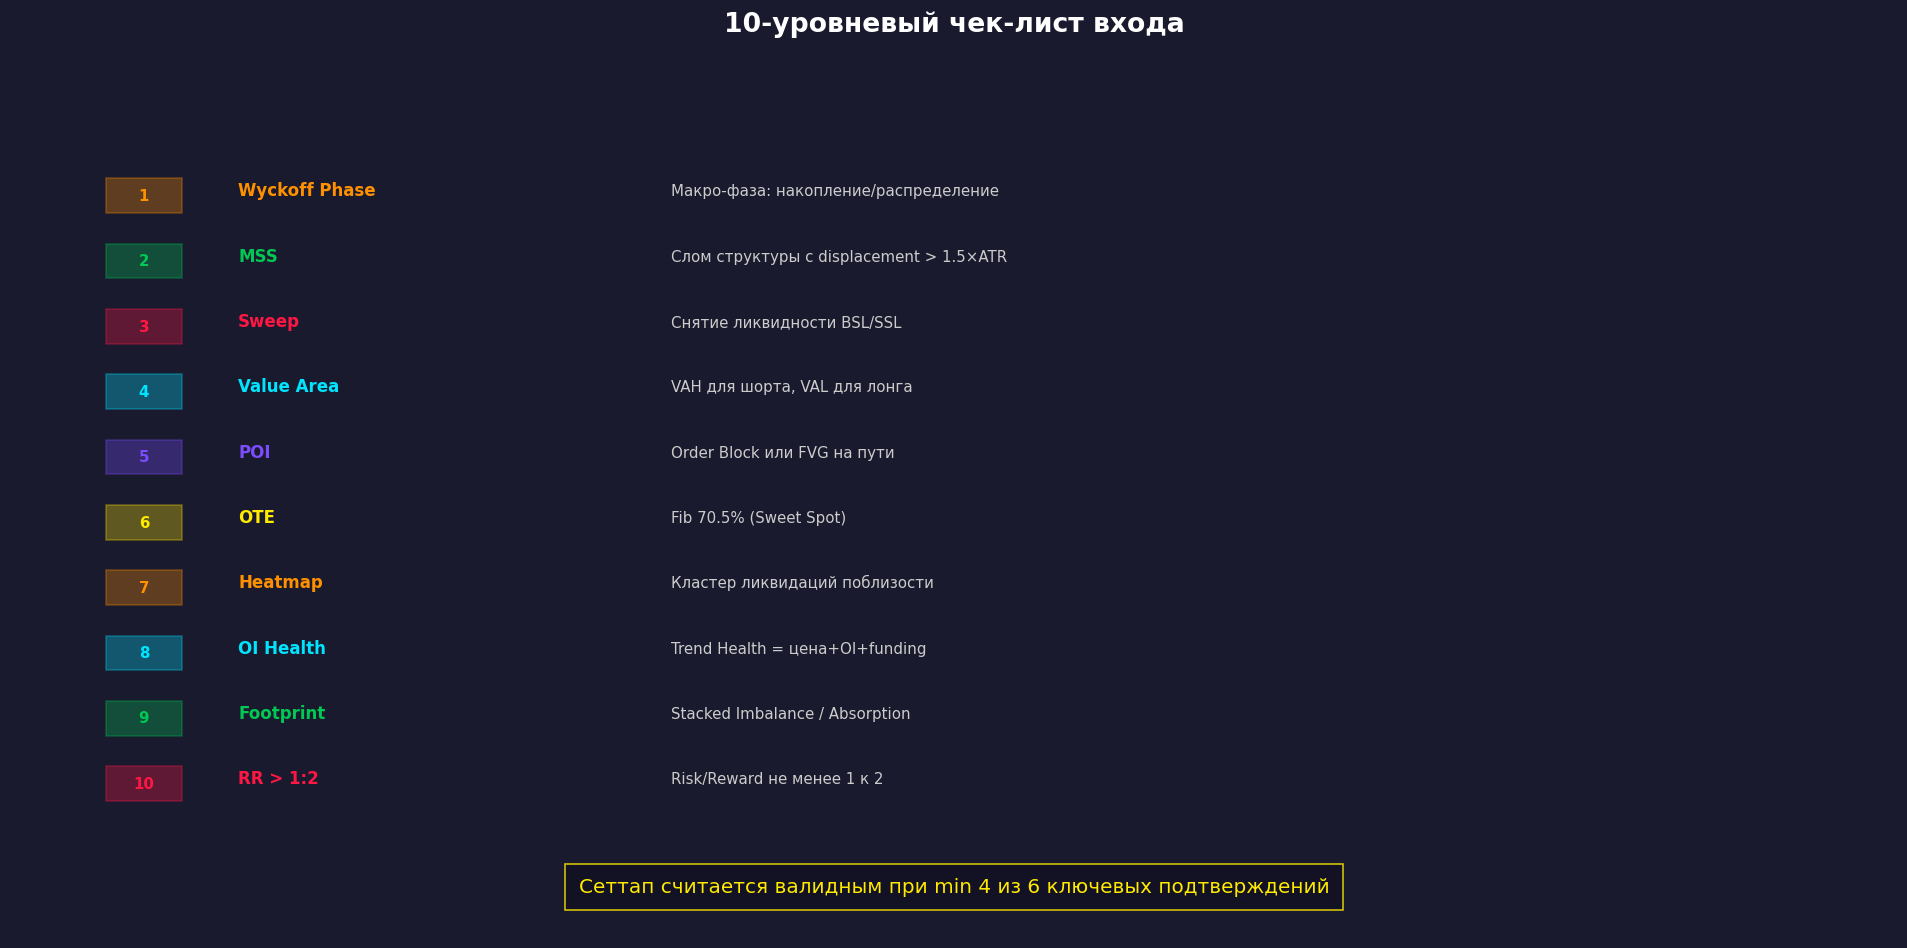 10-уровневый чек-лист входа
1 Wyckoff Phase Макро-фаза: накопление/распределение
2 MSS Слом структуры с displacement > 1.5×ATR
3 Sweep Снятие ликвидности BSL/SSL
4 Value Area VAH для шорта, VAL для лонга
5 POI Order Block или FVG на пути
6 OTE Fib 70.5% (Sweet Spot)
7 Heatmap Кластер ликвидаций поблизости
8 OI Health Trend Health = цена+OI+funding
9 Footprint Stacked Imbalance / Absorption
10 RR > 1:2 Risk/Reward не менее 1 к 2
Сеттап считается валидным при min 4 из 6 ключевых подтверждений